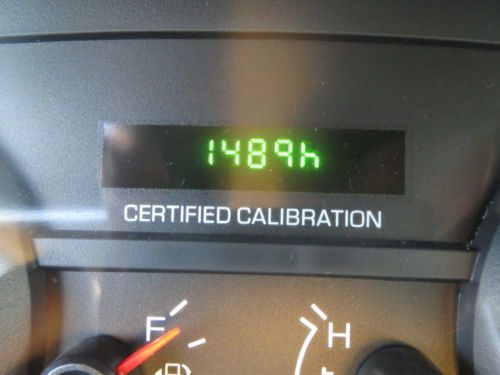 1489h
CERTIFIED CALIBRATION
F H